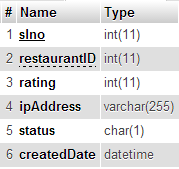 # Name Type
1 slno int(11)
2 restaurantID int(11)
3 rating int(11)
4 ipAddress varchar(255)
5 status char(1)
6 createdDate datetime